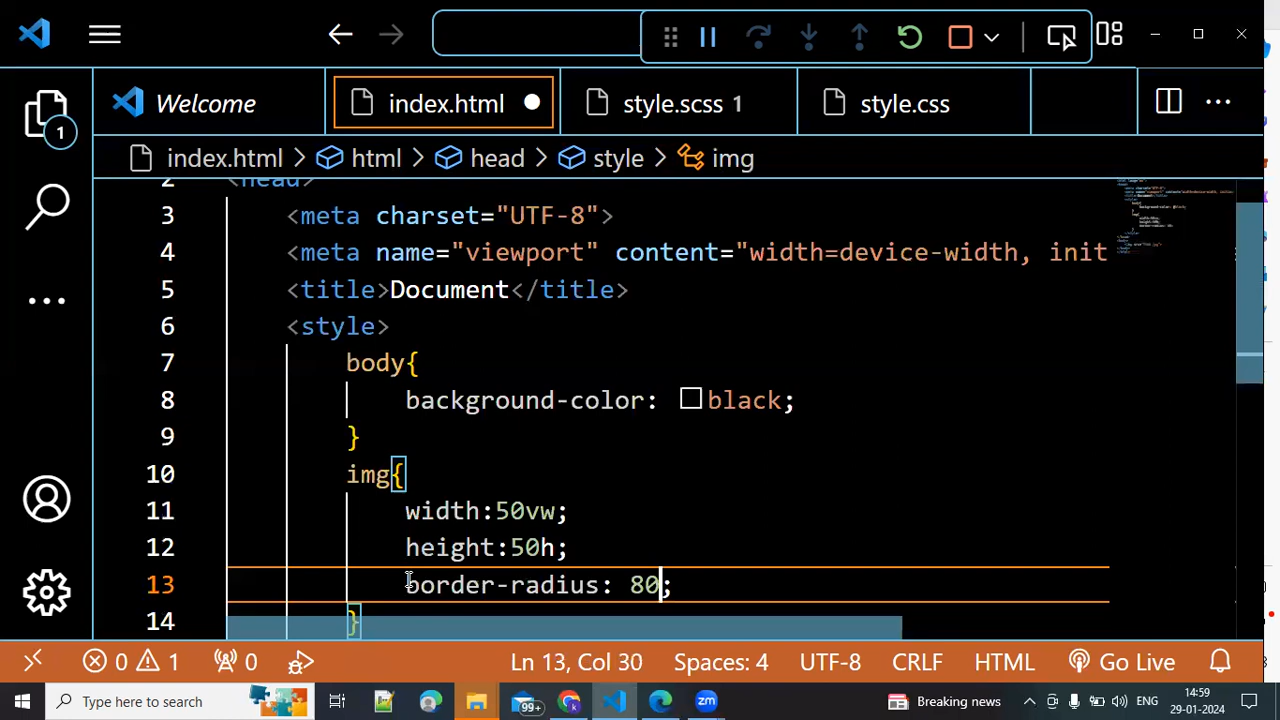 Welcome
index.html
style.scss 1
style.css
1
index.html > html > head > style > img
2 <head>
3 <meta charset="UTF-8">
4 <meta name="viewport" content="width=device-width, init
5 <title>Document</title>
6 <style>
7 body{
8 background-color: black;
9 }
10 img{
11 width:50vw;
12 height:50h;
13 border-radius: 80;
14 }
0 1 0 Ln 13, Col 30 Spaces: 4 UTF-8 CRLF HTML Go Live
Type here to search
99+
Breaking news
ENG
14:59
29-01-2024